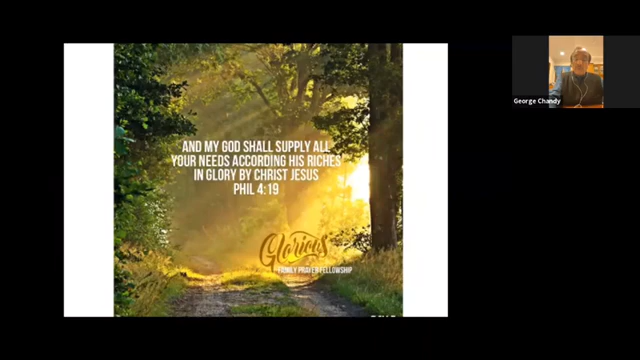 AND MY GOD SHALL SUPPLY ALL
YOUR NEEDS ACCORDING HIS RICHES
IN GLORY BY CHRIST JESUS
PHIL 4:19
Glorious
FAMILY PRAYER FELLOWSHIP
George Chandy